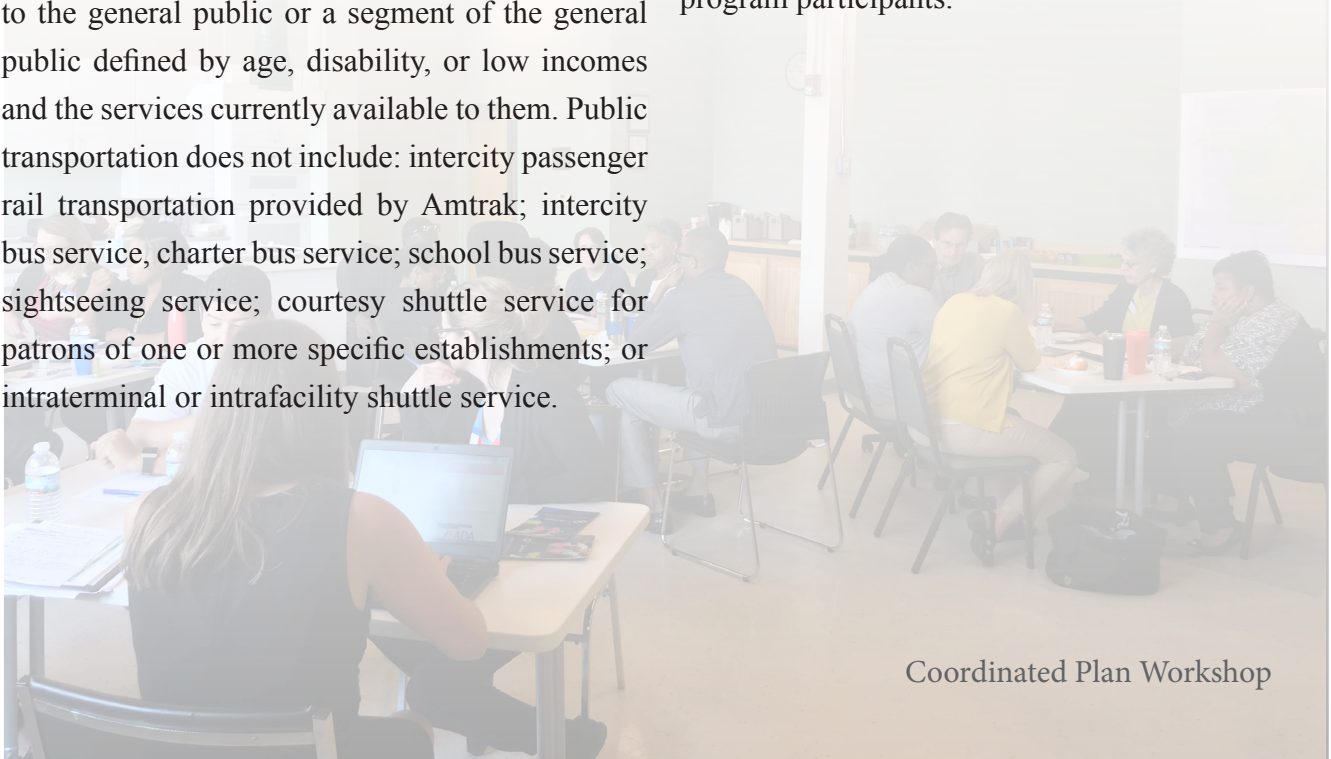 to the general public or a segment of the general
public defined by age, disability, or low incomes
and the services currently available to them. Public
transportation does not include: intercity passenger
rail transportation provided by Amtrak; intercity
bus service, charter bus service; school bus service;
sightseeing service; courtesy shuttle service for
patrons of one or more specific establishments; or
intraterminal or intrafacility shuttle service.
program participants.
Coordinated Plan Workshop